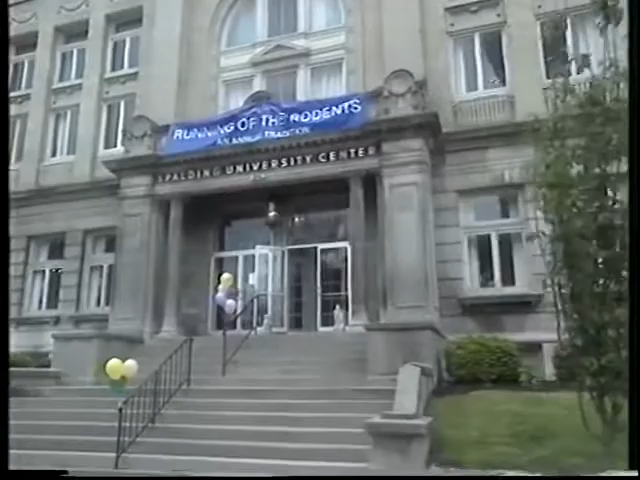 RUNNING OF THE RODENTS
AN ANNUAL TRADITION
SPALDING UNIVERSITY CENTER